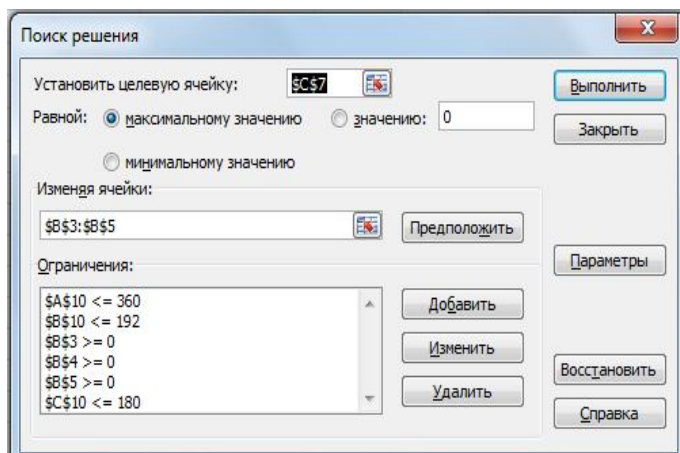 Поиск решения
Установить целевую ячейку: $C$7
Выполнить
Равной: максимальному значению значению: 0
Закрыть
минимальному значению
Изменяя ячейки:
$B$3:$B$5
Предположить
Параметры
Ограничения:
$A$10 <= 360
$B$10 <= 192
$B$3 >= 0
$B$4 >= 0
$B$5 >= 0
$C$10 <= 180
Добавить
Изменить
Удалить
Восстановить
Справка